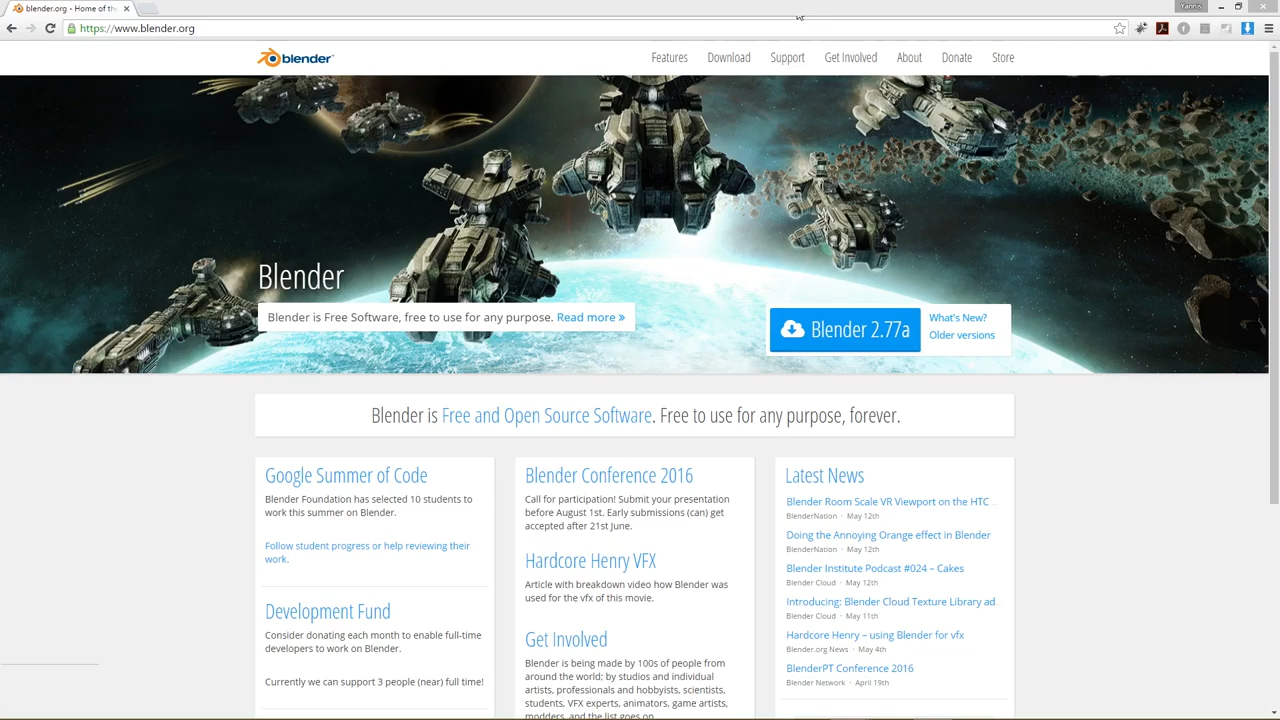 blender.org - Home of th
Yannis
https://www.blender.org
blender
Features
Download
Support
Get Involved
About
Donate
Store
Blender
Blender is Free Software, free to use for any purpose. Read more »
Blender 2.77a
What's New?
Older versions
Blender is Free and Open Source Software. Free to use for any purpose, forever.
Google Summer of Code
Blender Foundation has selected 10 students to
work this summer on Blender.
Follow student progress or help reviewing their
work.
Development Fund
Consider donating each month to enable full-time
developers to work on Blender.
Currently we can support 3 people (near) full time!
Blender Conference 2016
Call for participation! Submit your presentation
before August 1st. Early submissions (can) get
accepted after 21st June.
Hardcore Henry VFX
Article with breakdown video how Blender was
used for the vfx of this movie.
Get Involved
Blender is being made by 100s of people from
around the world; by studios and individual
artists, professionals and hobbyists, scientists,
students, VFX experts, animators, game artists,
modders, and the list goes on.
Latest News
Blender Room Scale VR Viewport on the HTC ...
BlenderNation · May 12th
Doing the Annoying Orange effect in Blender
BlenderNation · May 12th
Blender Institute Podcast #024 – Cakes
Blender Cloud · May 12th
Introducing: Blender Cloud Texture Library ad
Blender Cloud · May 11th
Hardcore Henry – using Blender for vfx
Blender.org News · May 4th
BlenderPT Conference 2016
Blender Network · April 19th